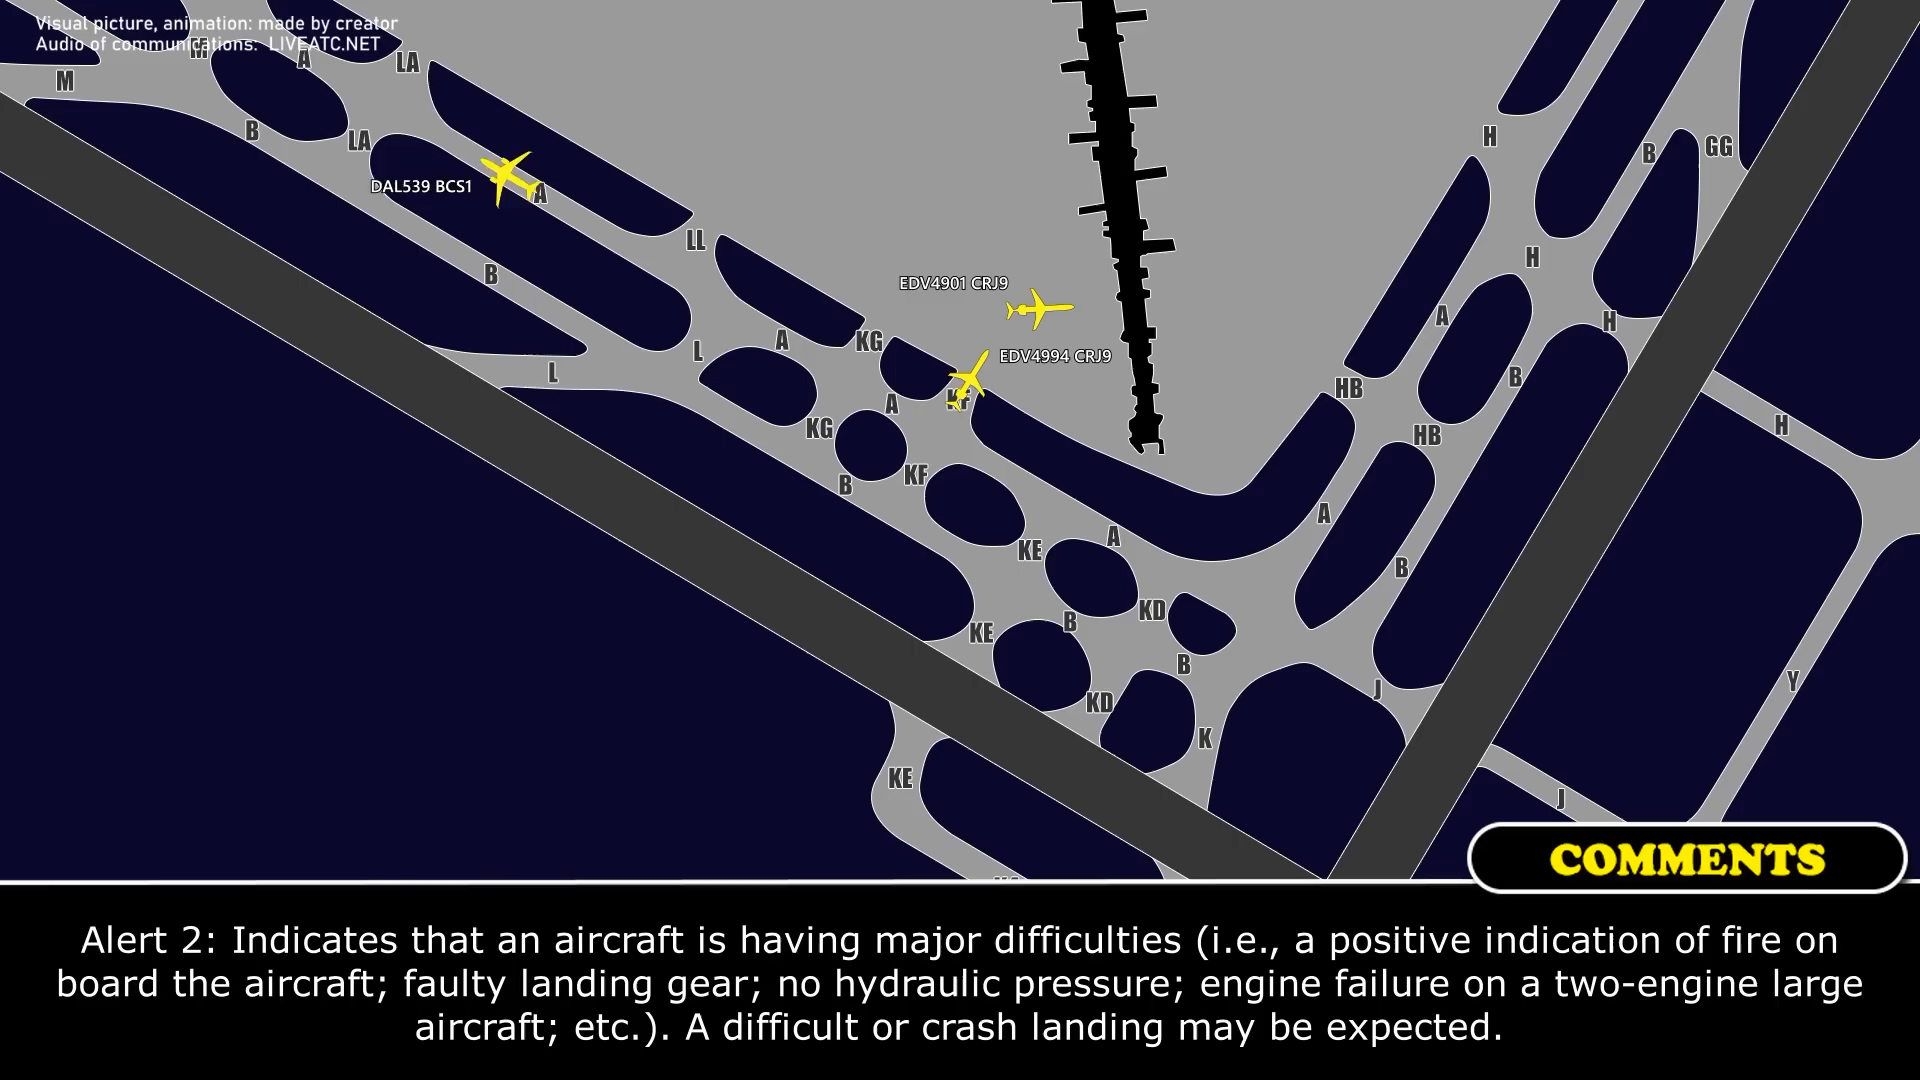 Visual picture, animation: made by creator
Audio of communications: LIVEATC.NET
M
A
LA
M
B
LA
H
B
GG
DAL539 BCS1
A
LL
H
B
EDV4901 CRJ9
A
H
A
KG
L
EDV4994 CRJ9
L
B
HB
A
KF
H
KG
HB
KF
B
A
A
KE
B
KD
B
KE
B
Y
J
KD
K
KE
J
COMMENTS
Alert 2: Indicates that an aircraft is having major difficulties (i.e., a positive indication of fire on
board the aircraft; faulty landing gear; no hydraulic pressure; engine failure on a two-engine large
aircraft; etc.). A difficult or crash landing may be expected.